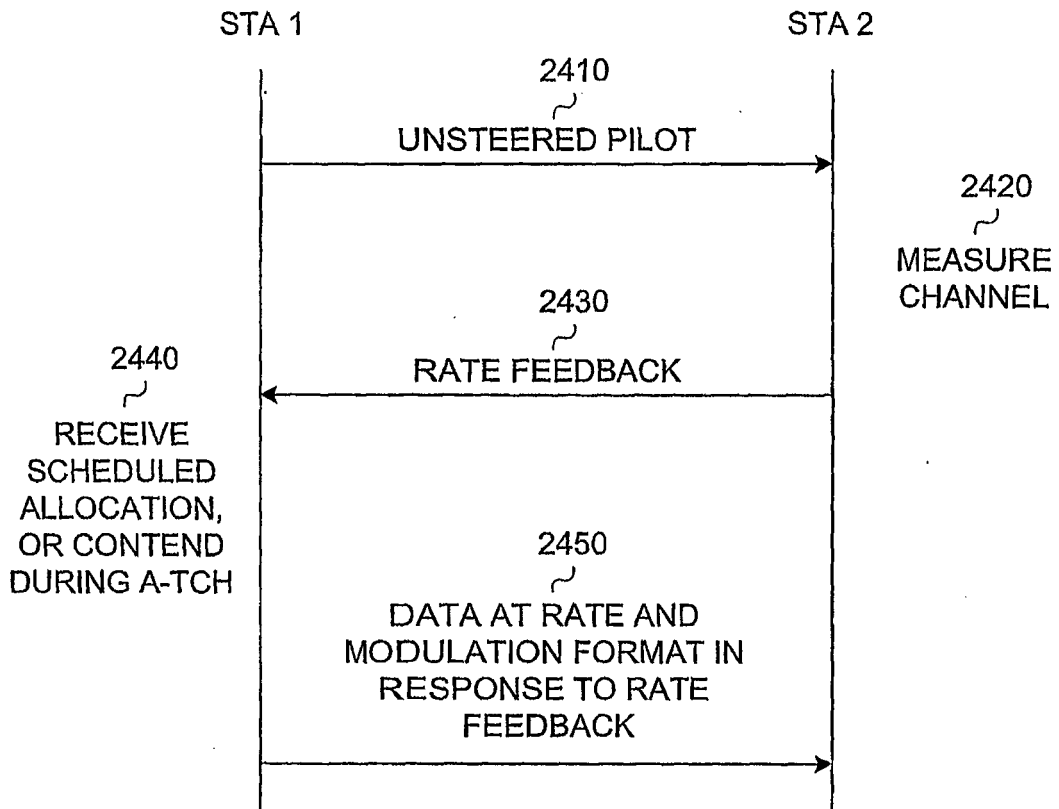 STA 1
STA 2
2410
UNSTEERED PILOT
2420
MEASURE
CHANNEL
2430
RATE FEEDBACK
2440
RECEIVE
SCHEDULED
ALLOCATION,
OR CONTEND
DURING A-TCH
2450
DATA AT RATE AND
MODULATION FORMAT IN
RESPONSE TO RATE
FEEDBACK